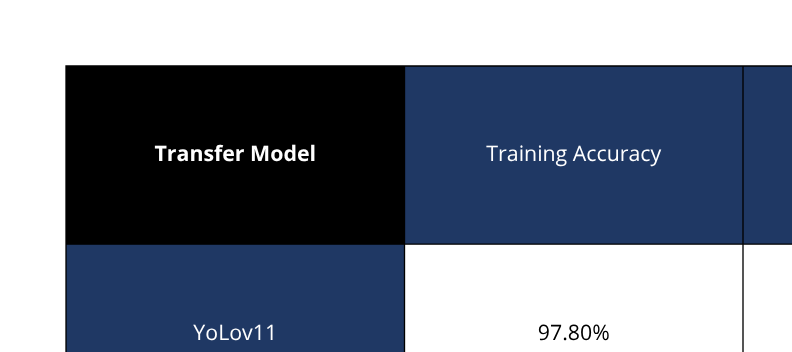 Transfer Model
Training Accuracy
YoLov11
97.80%